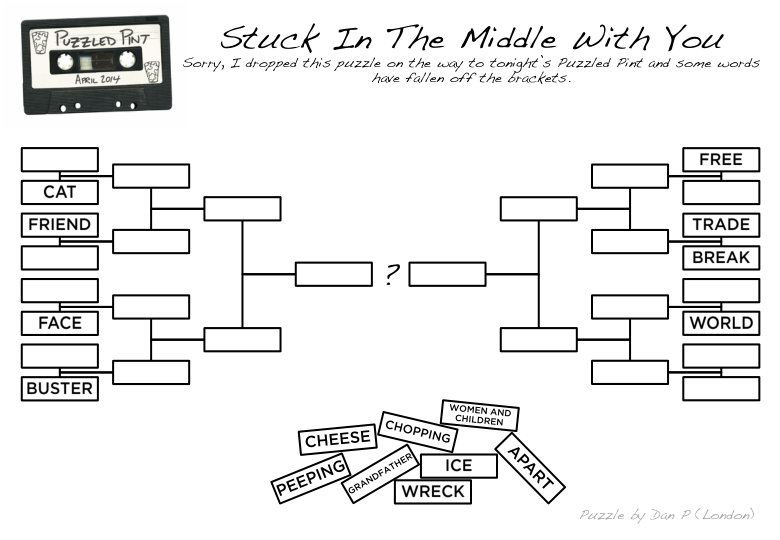 PUZZLED PINT
APRIL 2014
Stuck In The Middle With You
Sorry, I dropped this puzzle on the way to tonight's Puzzled Pint and some words
have fallen off the brackets.
CAT
FRIEND
FACE
BUSTER
?
FREE
TRADE
BREAK
WORLD
WOMEN AND
CHILDREN
CHEESE
CHOPPING
PEEPING
GRANDFATHER
ICE
APART
WRECK
Puzzle by Dan P (London)